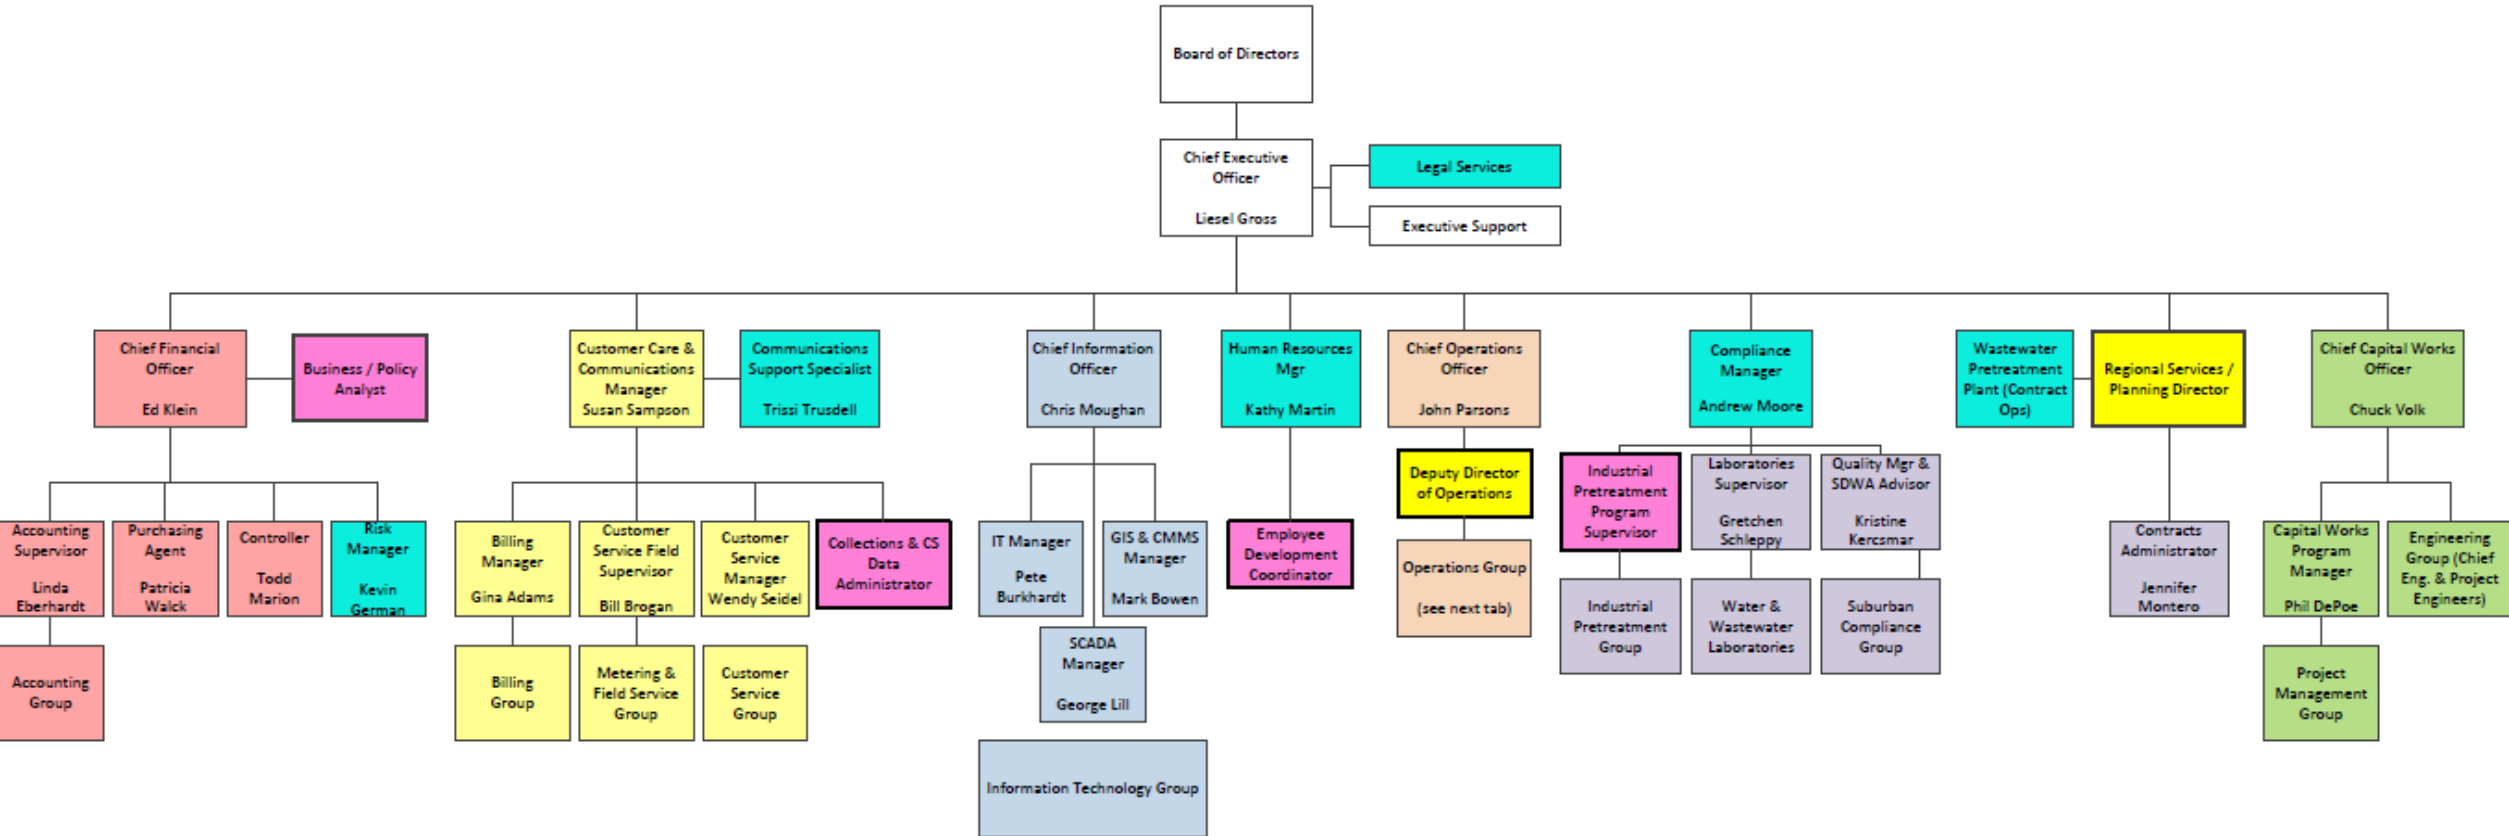 Board of Directors
Chief Executive
Officer
Liesel Gross
Legal Services
Executive Support
Chief Financial
Officer
Ed Klein
Business / Policy
Analyst
Customer Care &
Communications
Manager
Susan Sampson
Communications
Support Specialist
Trissi Trusdell
Chief Information
Officer
Chris Moughan
Human Resources
Mgr
Kathy Martin
Chief Operations
Officer
John Parsons
Compliance
Manager
Andrew Moore
Wastewater
Pretreatment
Plant (Contract
Ops)
Regional Services /
Planning Director
Chief Capital Works
Officer
Chuck Volk
Deputy Director
of Operations
Industrial
Pretreatment
Program
Supervisor
Laboratories
Supervisor
Gretchen
Schleppy
Quality Mgr &
SDWA Advisor
Kristine
Kercsmar
Accounting
Supervisor
Linda
Eberhardt
Purchasing
Agent
Patricia
Walck
Controller
Todd
Marion
Risk
Manager
Kevin
German
Billing
Manager
Gina Adams
Customer
Service Field
Supervisor
Bill Brogan
Customer
Service
Manager
Wendy Seidel
Collections & CS
Data
Administrator
IT Manager
Pete
Burkhardt
GIS & CMMS
Manager
Mark Bowen
Employee
Development
Coordinator
Operations Group
(see next tab)
Contracts
Administrator
Jennifer
Montero
Capital Works
Program
Manager
Phil DePoe
Engineering
Group (Chief
Eng. & Project
Engineers)
Industrial
Pretreatment
Group
Water &
Wastewater
Laboratories
Suburban
Compliance
Group
SCADA
Manager
George Lill
Accounting
Group
Billing
Group
Metering &
Field Service
Group
Customer
Service
Group
Project
Management
Group
Information Technology Group